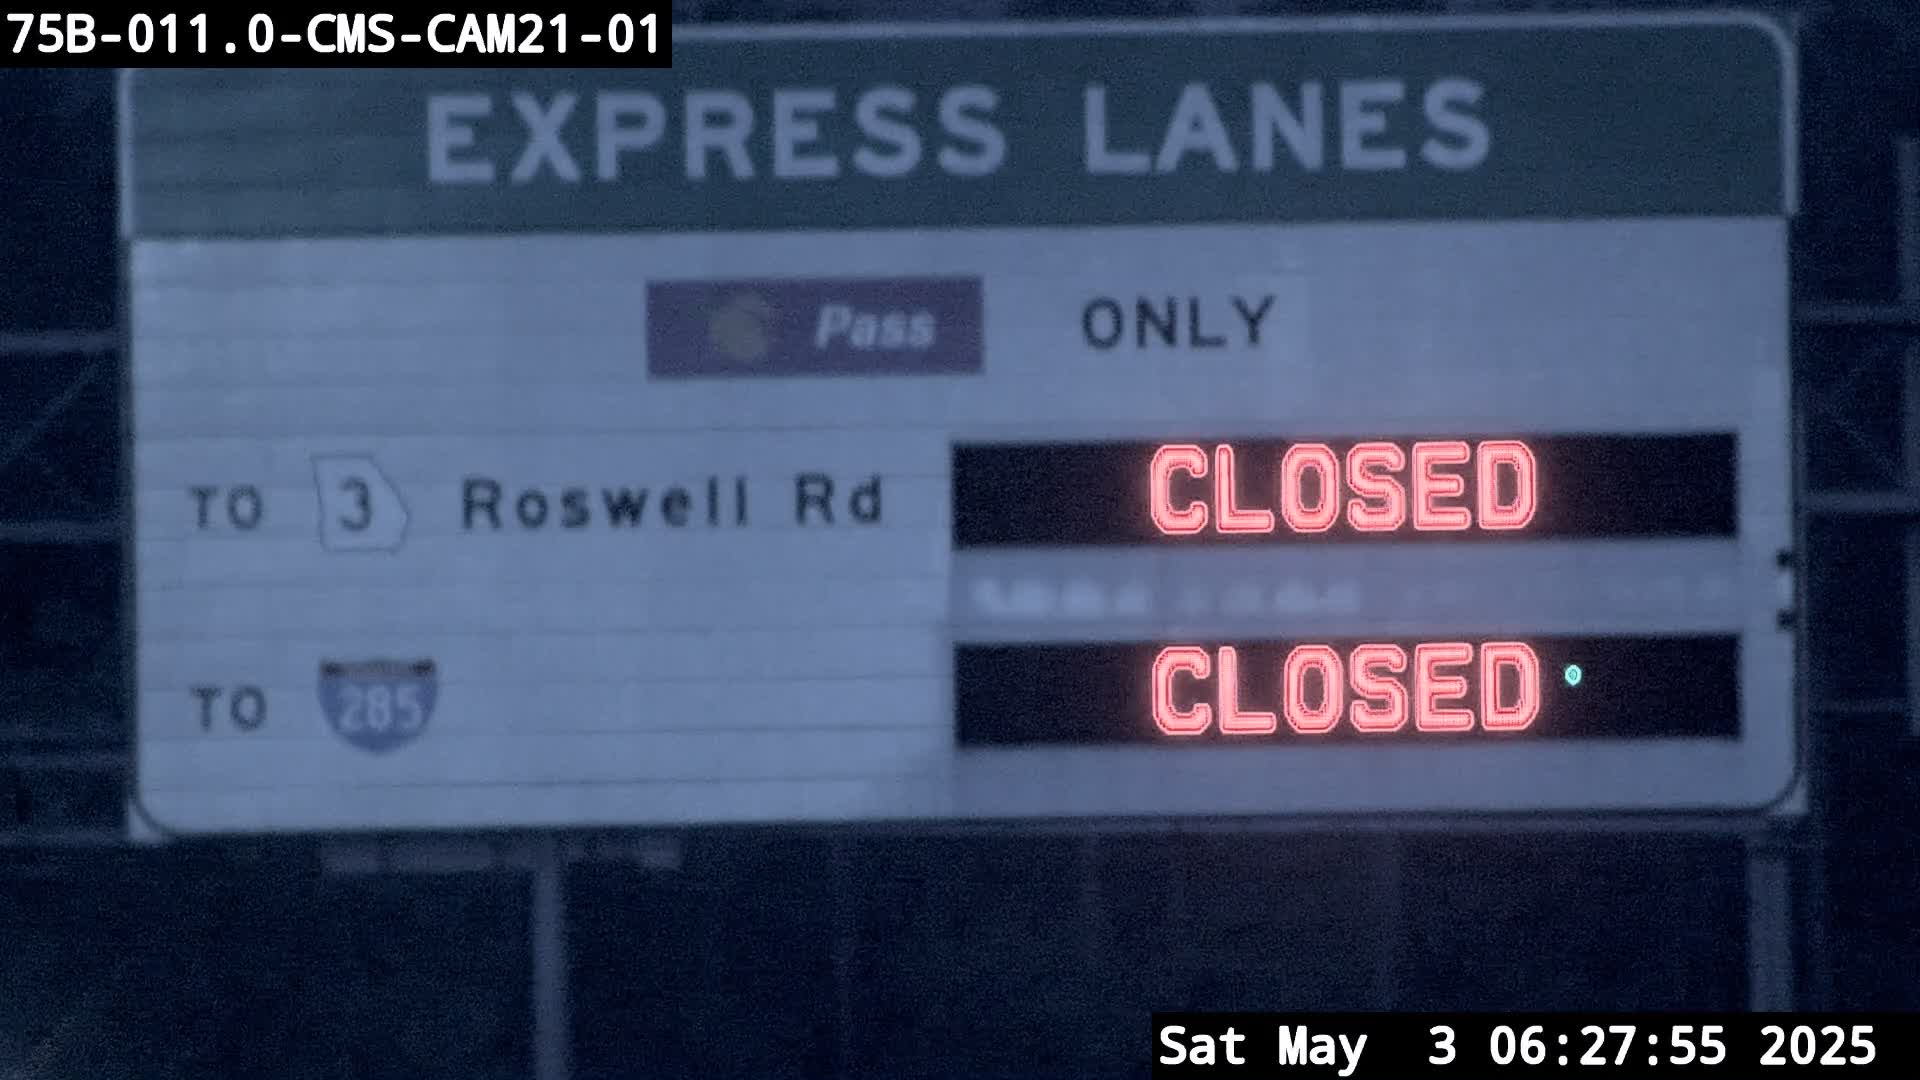 75B-011.0-CMS-CAM21-01
EXPRESS LANES
Pass ONLY
TO 3 Roswell Rd CLOSED
TO 285 CLOSED
Sat May 3 06:27:55 2025